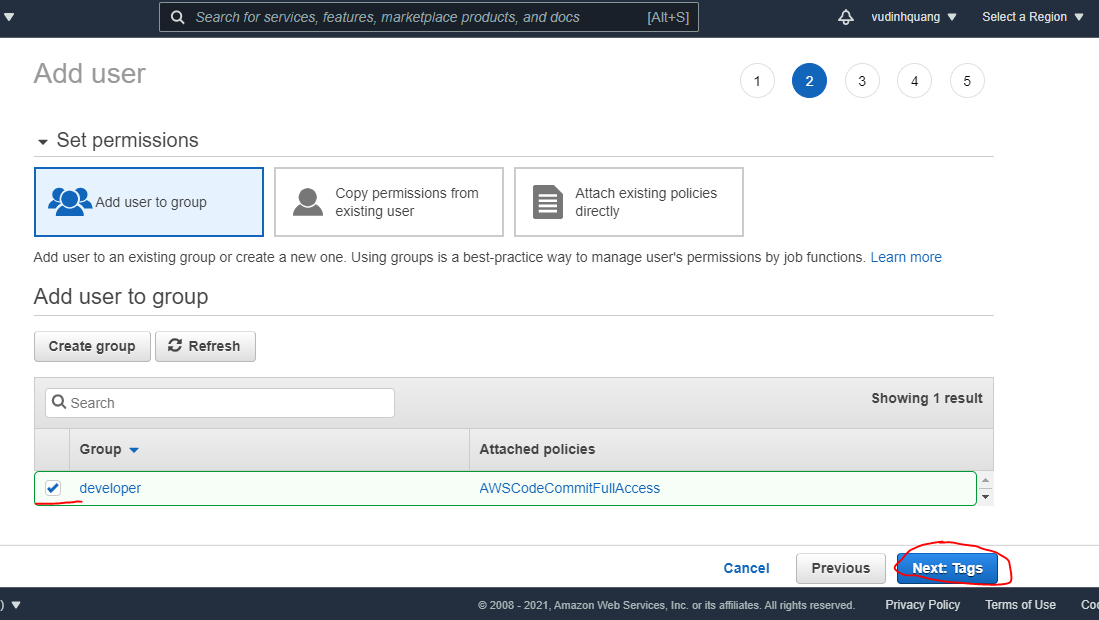 Search for services, features, marketplace products, and docs [Alt+S] vudinhquang Select a Region
Add user
1 2 3 4 5
Set permissions
Add user to group
Copy permissions from
existing user
Attach existing policies
directly
Add user to an existing group or create a new one. Using groups is a best-practice way to manage user's permissions by job functions. Learn more
Add user to group
Create group Refresh
Search Showing 1 result
Group Attached policies
developer AWSCodeCommitFullAccess
Cancel Previous Next: Tags
) © 2008 - 2021, Amazon Web Services, Inc. or its affiliates. All rights reserved. Privacy Policy Terms of Use